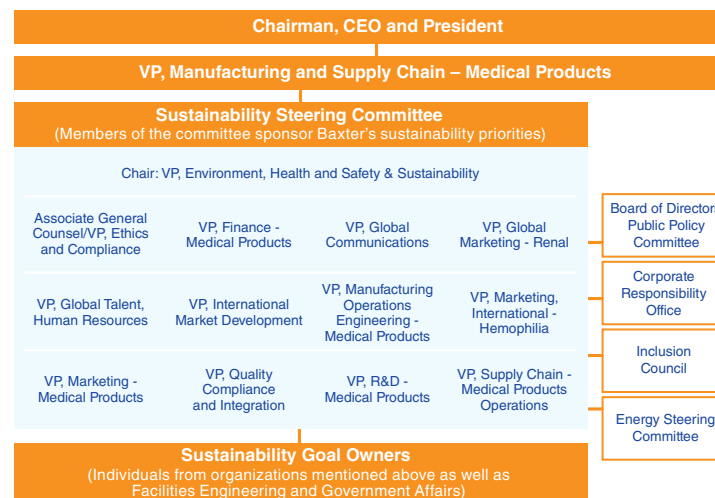 Chairman, CEO and President
VP, Manufacturing and Supply Chain – Medical Products
Sustainability Steering Committee
(Members of the committee sponsor Baxter's sustainability priorities)
Chair: VP, Environment, Health and Safety & Sustainability
Associate General
Counsel/VP, Ethics
and Compliance
VP, Finance -
Medical Products
VP, Global
Communications
VP, Global
Marketing - Renal
VP, Global Talent,
Human Resources
VP, International
Market Development
VP, Manufacturing
Operations
Engineering -
Medical Products
VP, Marketing,
International -
Hemophilia
VP, Marketing -
Medical Products
VP, Quality
Compliance
and Integration
VP, R&D -
Medical Products
VP, Supply Chain -
Medical Products
Operations
Board of Directors
Public Policy
Committee
Corporate
Responsibility
Office
Inclusion
Council
Energy Steering
Committee
Sustainability Goal Owners
(Individuals from organizations mentioned above as well as
Facilities Engineering and Government Affairs)